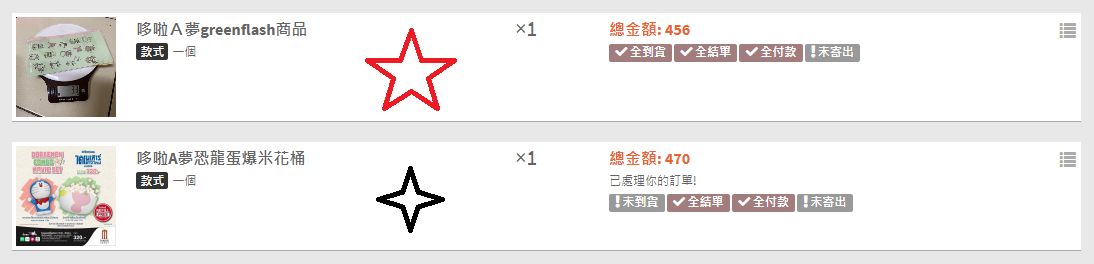 哆啦Ａ夢greenflash商品
×1
總金額: 456
款式 一個
全到貨 全結單 全付款 未寄出
哆啦A夢恐龍蛋爆米花桶
×1
總金額: 470
款式 一個
已處理你的訂單!
未到貨 全結單 全付款 未寄出